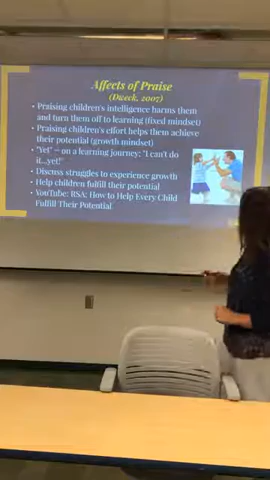 Affects of Praise
(Dweck, 2007)
• Praising children's intelligence harms them
and turn them off to learning (fixed mindset)
• Praising children's effort helps them achieve
their potential (growth mindset)
• "Yet" – on a learning journey: "I can't do
it...yet!"
• Discuss struggles to experience growth
• Help children fulfill their potential
• YouTube: RSA: How to Help Every Child
Fulfill Their Potential